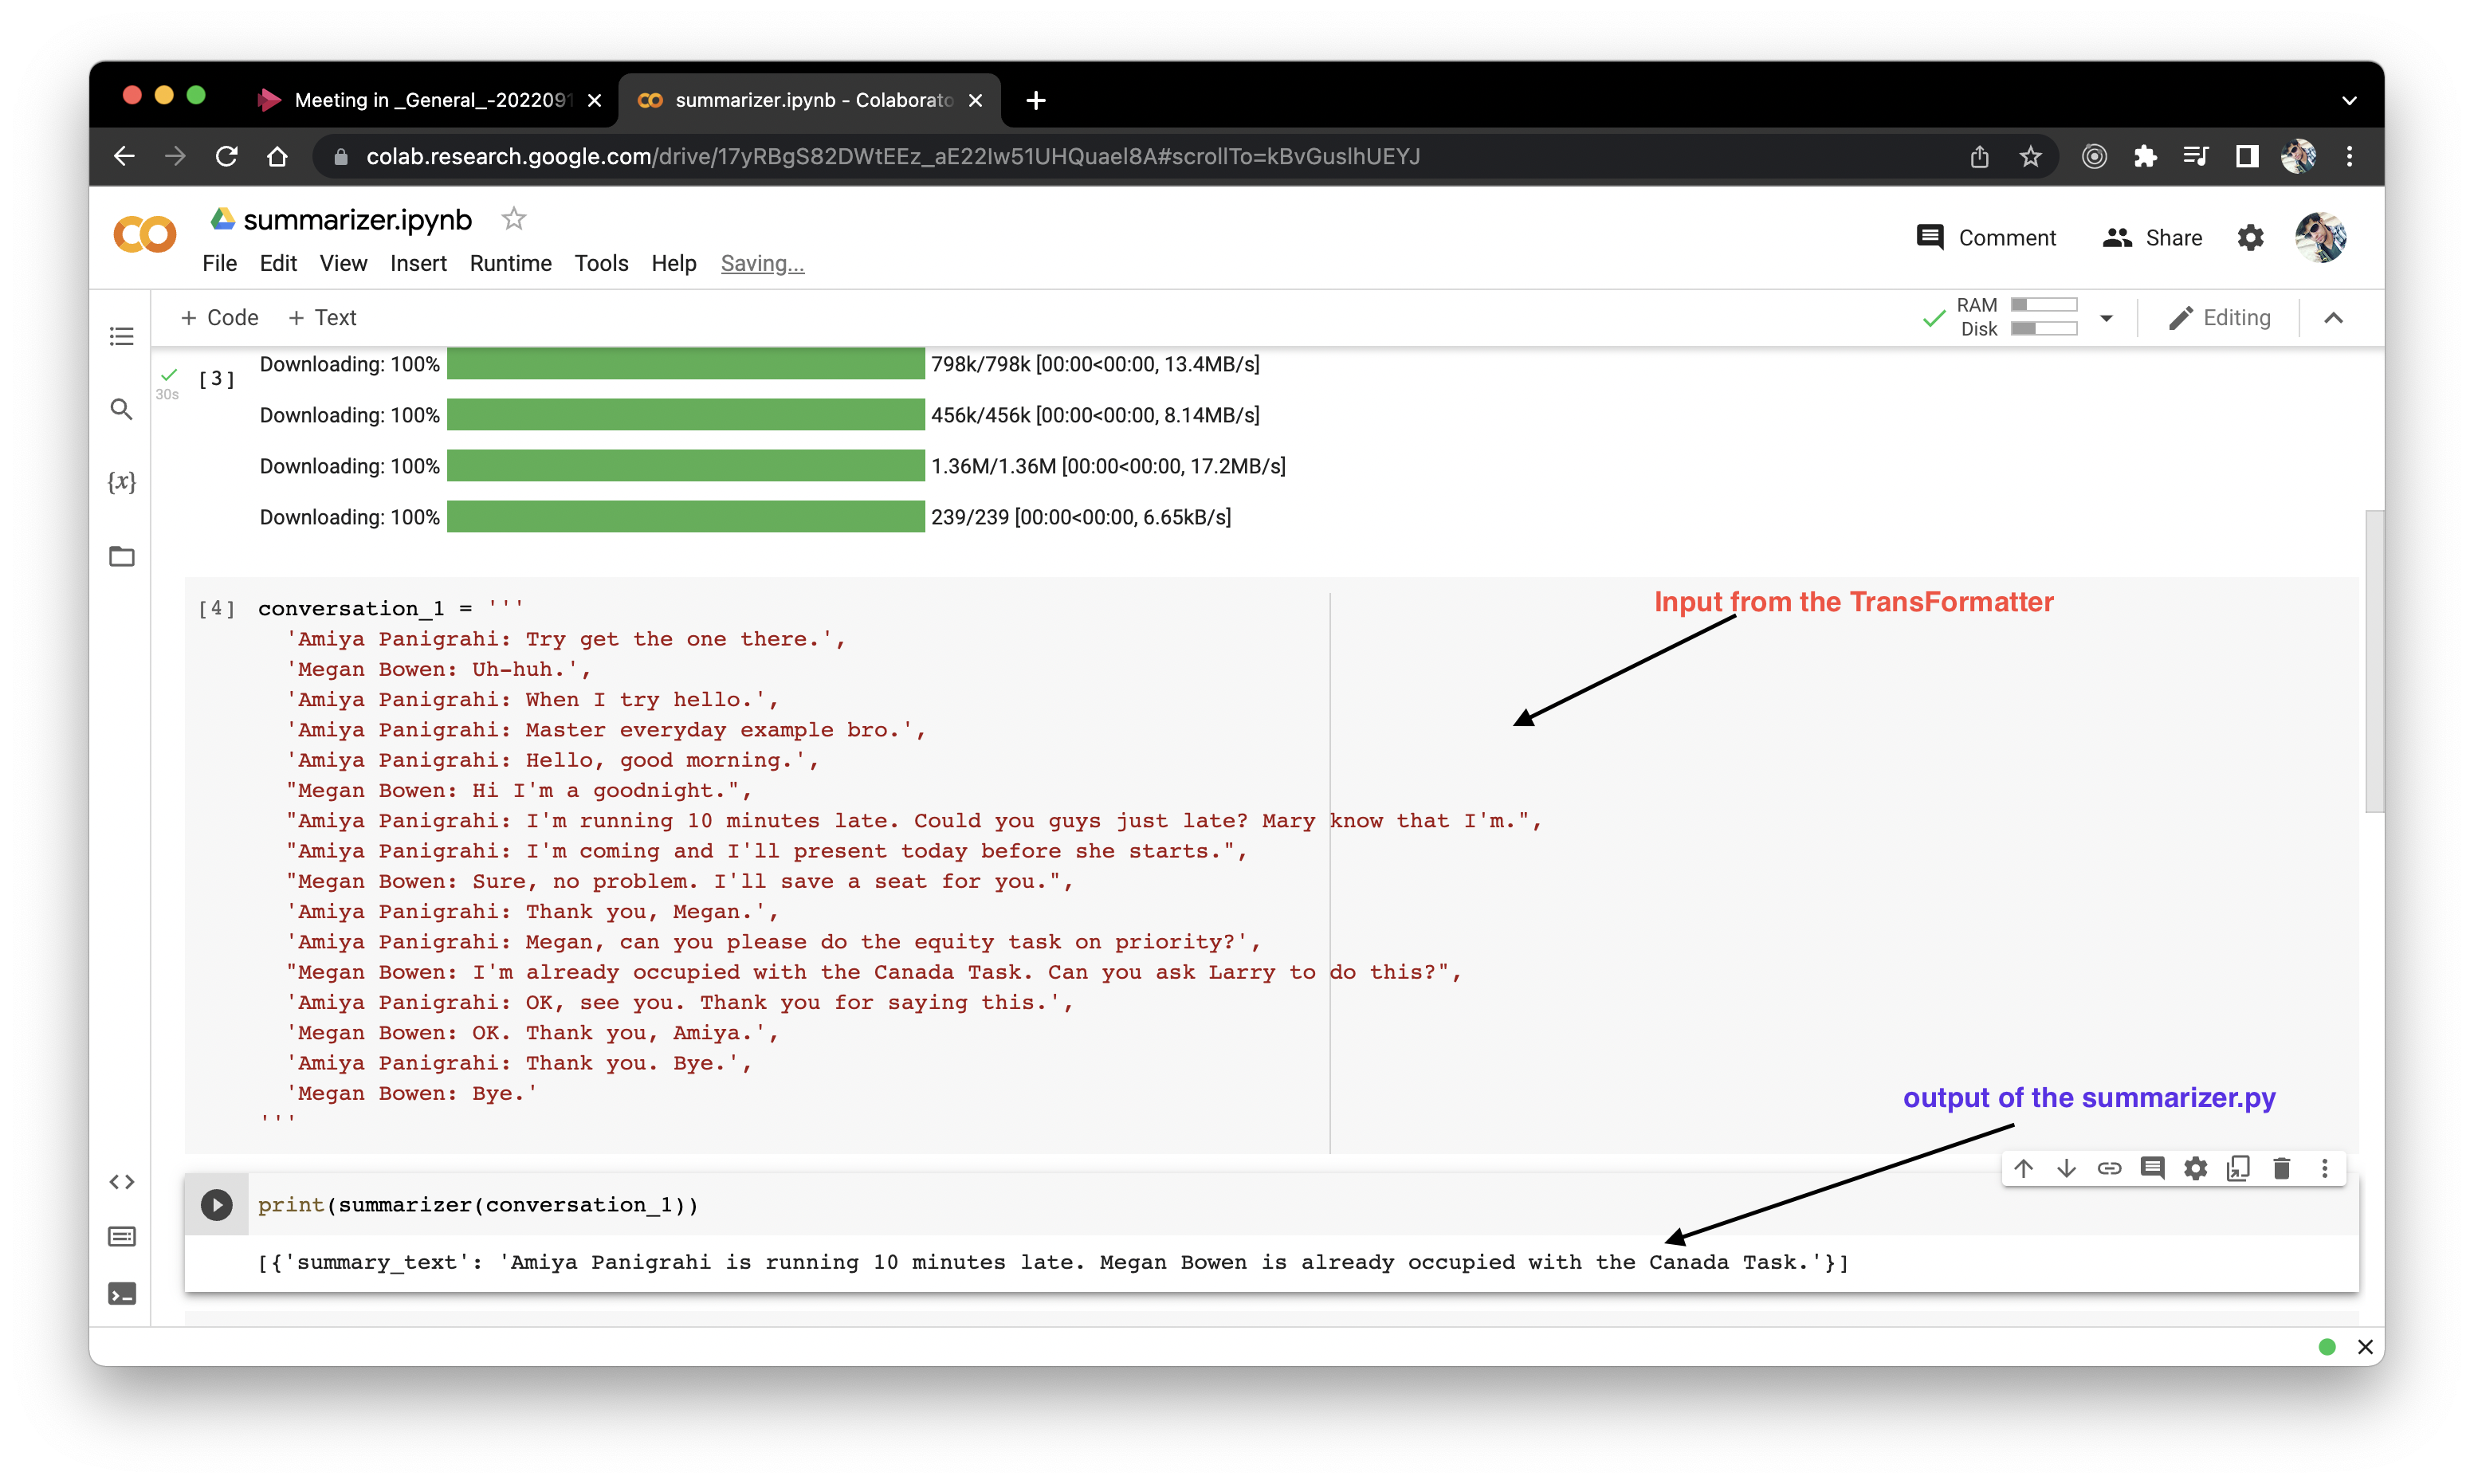 Meeting in _General_-2022091
summarizer.ipynb - Colaborato
colab.research.google.com/drive/17yRBgS82DWtEEz_aE22Iw51UHQuael8A#scrollTo=kBvGuslhUEYJ
summarizer.ipynb
Comment
Share
File Edit View Insert Runtime Tools Help Saving...
+ Code + Text
RAM
Disk
Editing
30s
[3]
Downloading: 100% 798k/798k [00:00<00:00, 13.4MB/s]
Downloading: 100% 456k/456k [00:00<00:00, 8.14MB/s]
Downloading: 100% 1.36M/1.36M [00:00<00:00, 17.2MB/s]
Downloading: 100% 239/239 [00:00<00:00, 6.65kB/s]
{x}
Input from the TransFormatter
[4] conversation_1 = '''
'Amiya Panigrahi: Try get the one there.',
'Megan Bowen: Uh-huh.',
'Amiya Panigrahi: When I try hello.',
'Amiya Panigrahi: Master everyday example bro.',
'Amiya Panigrahi: Hello, good morning.',
"Megan Bowen: Hi I'm a goodnight.",
"Amiya Panigrahi: I'm running 10 minutes late. Could you guys just late? Mary know that I'm.",
"Amiya Panigrahi: I'm coming and I'll present today before she starts.",
"Megan Bowen: Sure, no problem. I'll save a seat for you.",
'Amiya Panigrahi: Thank you, Megan.',
'Amiya Panigrahi: Megan, can you please do the equity task on priority?',
"Megan Bowen: I'm already occupied with the Canada Task. Can you ask Larry to do this?",
'Amiya Panigrahi: OK, see you. Thank you for saying this.',
'Megan Bowen: OK. Thank you, Amiya.',
'Amiya Panigrahi: Thank you. Bye.',
'Megan Bowen: Bye.'
'''
output of the summarizer.py
print(summarizer(conversation_1))
[{'summary_text': 'Amiya Panigrahi is running 10 minutes late. Megan Bowen is already occupied with the Canada Task.'}]